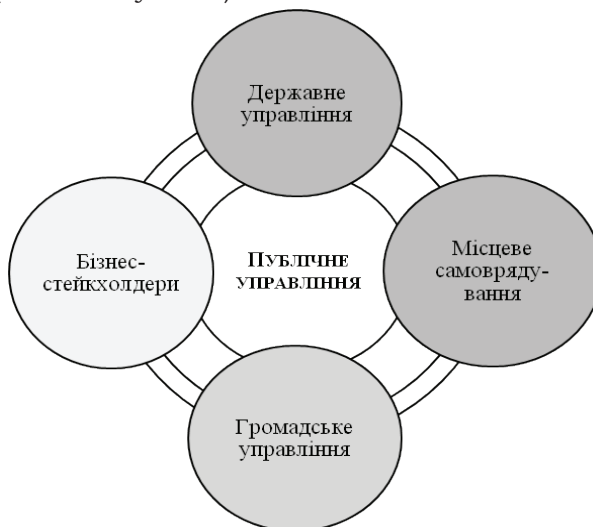 Державне
управління
Бізнес-
стейкхолдери
ПУБЛІЧНЕ
УПРАВЛІННЯ
Місцеве
самовряду-
вання
Громадське
управління